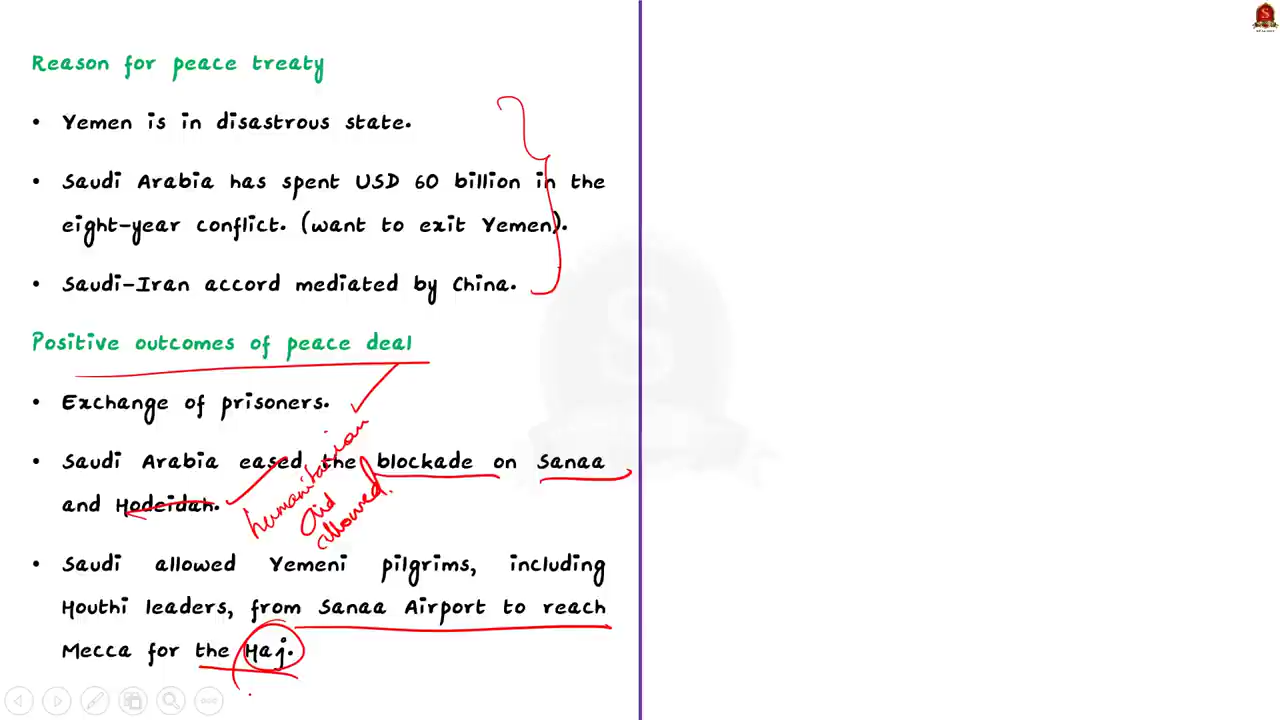 Reason for peace treaty
• Yemen is in disastrous state.
• Saudi Arabia has spent USD 60 billion in the
eight-year conflict. (want to exit Yemen).
• Saudi-Iran accord mediated by China.
Positive outcomes of peace deal
• Exchange of prisoners.
• Saudi Arabia eased the blockade on Sanaa
and Hodeidah.
humanitarian
aid
allowed.
• Saudi allowed Yemeni pilgrims, including
Houthi leaders, from Sanaa Airport to reach
Mecca for the Haj.